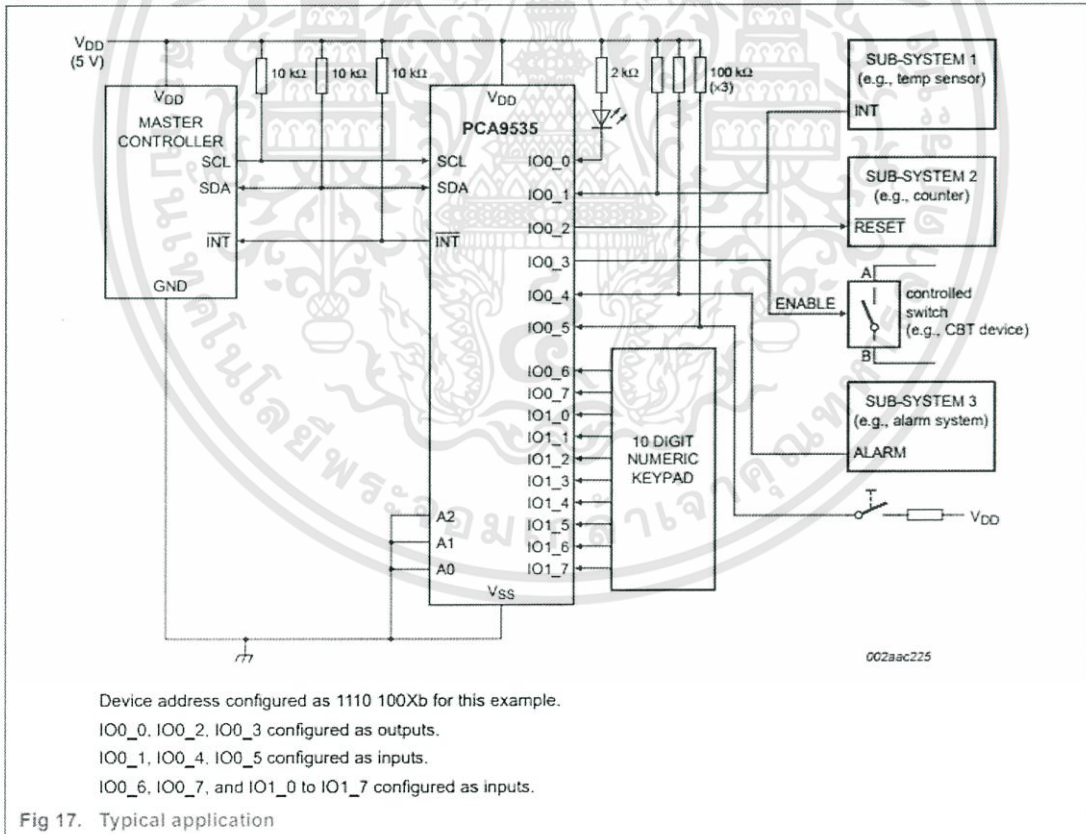 VDD
(5 V)
10 kΩ
10 kΩ
10 kΩ
2 kΩ
100 kΩ
(×3)
VDD
MASTER
CONTROLLER
SCL
SDA
INT
GND
VDD
PCA9535
SCL
SDA
INT
A2
A1
A0
VSS
IO0_0
IO0_1
IO0_2
IO0_3
IO0_4
IO0_5
IO0_6
IO0_7
IO1_0
IO1_1
IO1_2
IO1_3
IO1_4
IO1_5
IO1_6
IO1_7
10 DIGIT
NUMERIC
KEYPAD
SUB-SYSTEM 1
(e.g., temp sensor)
INT
SUB-SYSTEM 2
(e.g., counter)
RESET
ENABLE
A
B
controlled
switch
(e.g., CBT device)
SUB-SYSTEM 3
(e.g., alarm system)
ALARM
VDD
002aac225
Device address configured as 1110 100Xb for this example.
IO0_0, IO0_2, IO0_3 configured as outputs.
IO0_1, IO0_4, IO0_5 configured as inputs.
IO0_6, IO0_7, and IO1_0 to IO1_7 configured as inputs.
Fig 17. Typical application